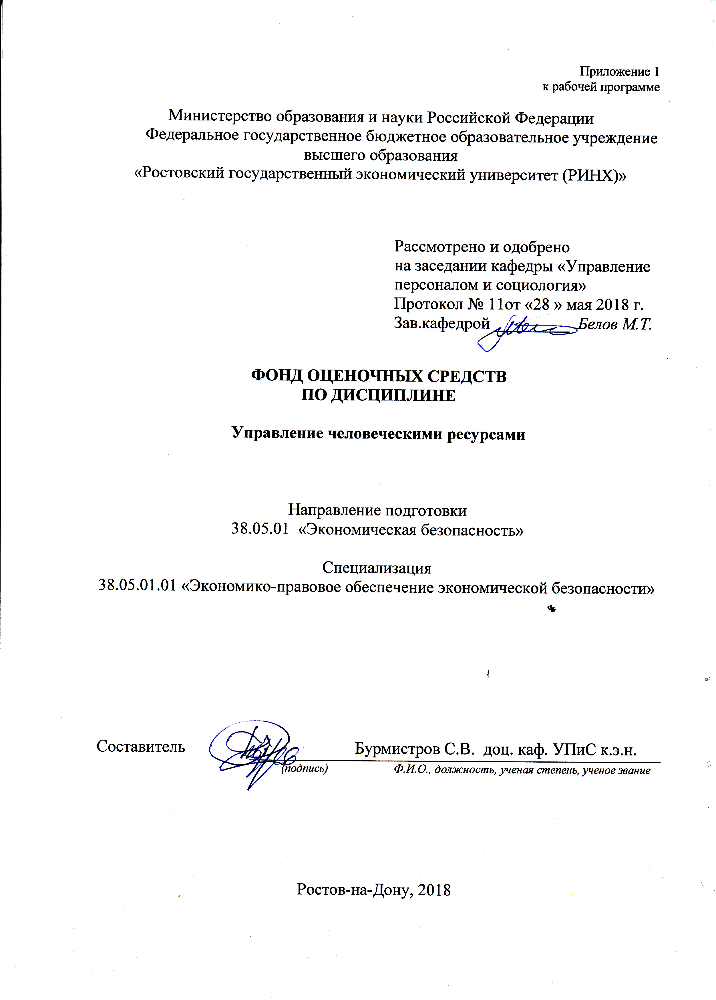 Приложение 1
к рабочей программе
Министерство образования и науки Российской Федерации
Федеральное государственное бюджетное образовательное учреждение
высшего образования
«Ростовский государственный экономический университет (РИНХ)»
Рассмотрено и одобрено
на заседании кафедры «Управление
персоналом и социология»
Протокол № 11от «28 » мая 2018 г.
Зав.кафедрой Белов М.Т.
ФОНД ОЦЕНОЧНЫХ СРЕДСТВ
ПО ДИСЦИПЛИНЕ
Управление человеческими ресурсами
Направление подготовки
38.05.01 «Экономическая безопасность»
Специализация
38.05.01.01 «Экономико-правовое обеспечение экономической безопасности»
Составитель Бурмистров С.В. доц. каф. УПиС к.э.н.
(подпись) Ф.И.О., должность, ученая степень, ученое звание
Ростов-на-Дону, 2018